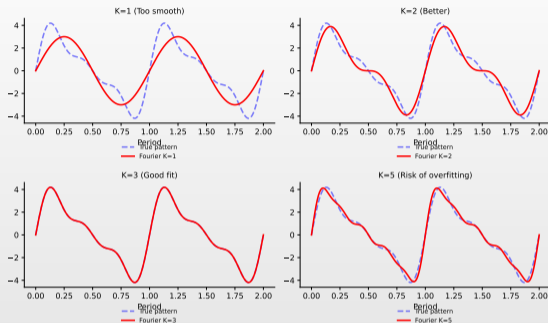 K=1 (Too smooth)
4
2
0
−2
−4
0.00 0.25 0.50 0.75 1.00 1.25 1.50 1.75 2.00
Period
True pattern
Fourier K=1
K=2 (Better)
4
2
0
−2
−4
0.00 0.25 0.50 0.75 1.00 1.25 1.50 1.75 2.00
Period
True pattern
Fourier K=2
K=3 (Good fit)
4
2
0
−2
−4
0.00 0.25 0.50 0.75 1.00 1.25 1.50 1.75 2.00
Period
True pattern
Fourier K=3
K=5 (Risk of overfitting)
4
2
0
−2
−4
0.00 0.25 0.50 0.75 1.00 1.25 1.50 1.75 2.00
Period
True pattern
Fourier K=5